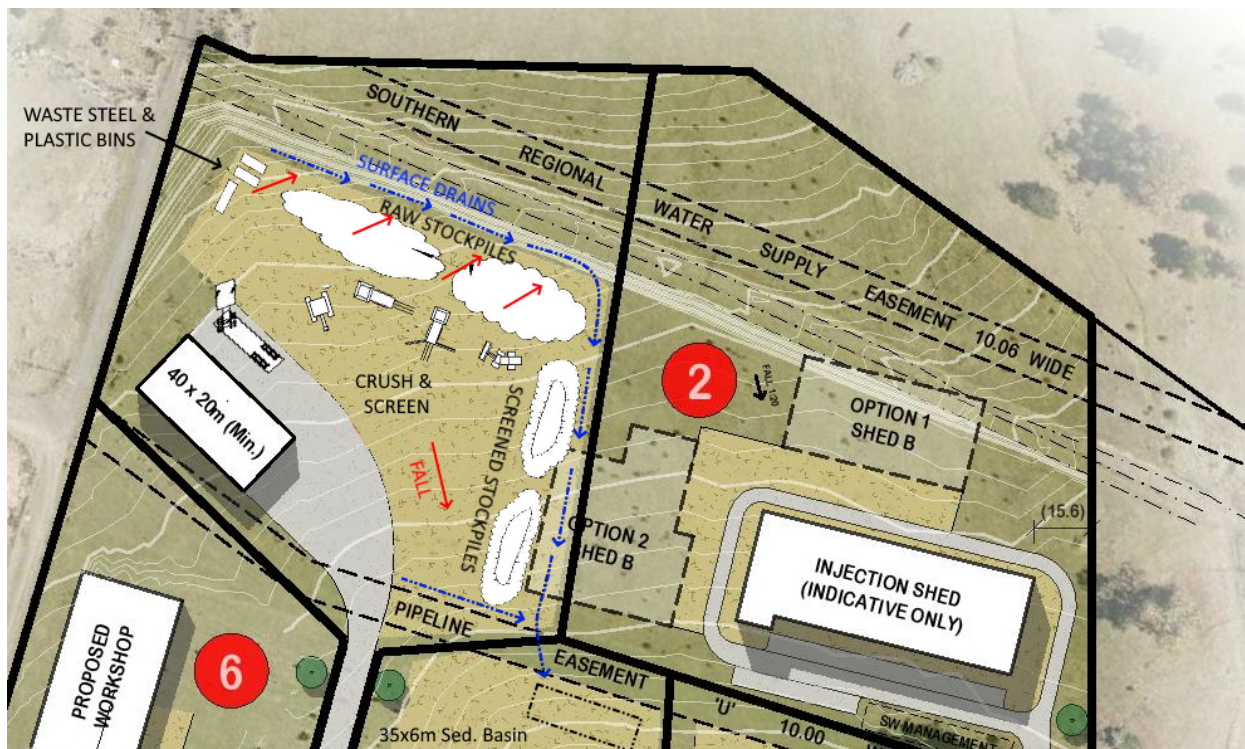 WASTE STEEL &
PLASTIC BINS
SOUTHERN REGIONAL WATER SUPPLY EASEMENT 10.06 WIDE
SURFACE DRAINS
RAW STOCKPILES
40 x 20m (Min.)
CRUSH &
SCREEN
SCREENED STOCKPILES
FALL
2
FALL 1/20
OPTION 1
SHED B
OPTION 2
SHED B
(15.6)
INJECTION SHED
(INDICATIVE ONLY)
PIPELINE EASEMENT 'U' 10.00
PROPOSED
WORKSHOP
6
35x6m Sed. Basin
SW MANAGEMENT